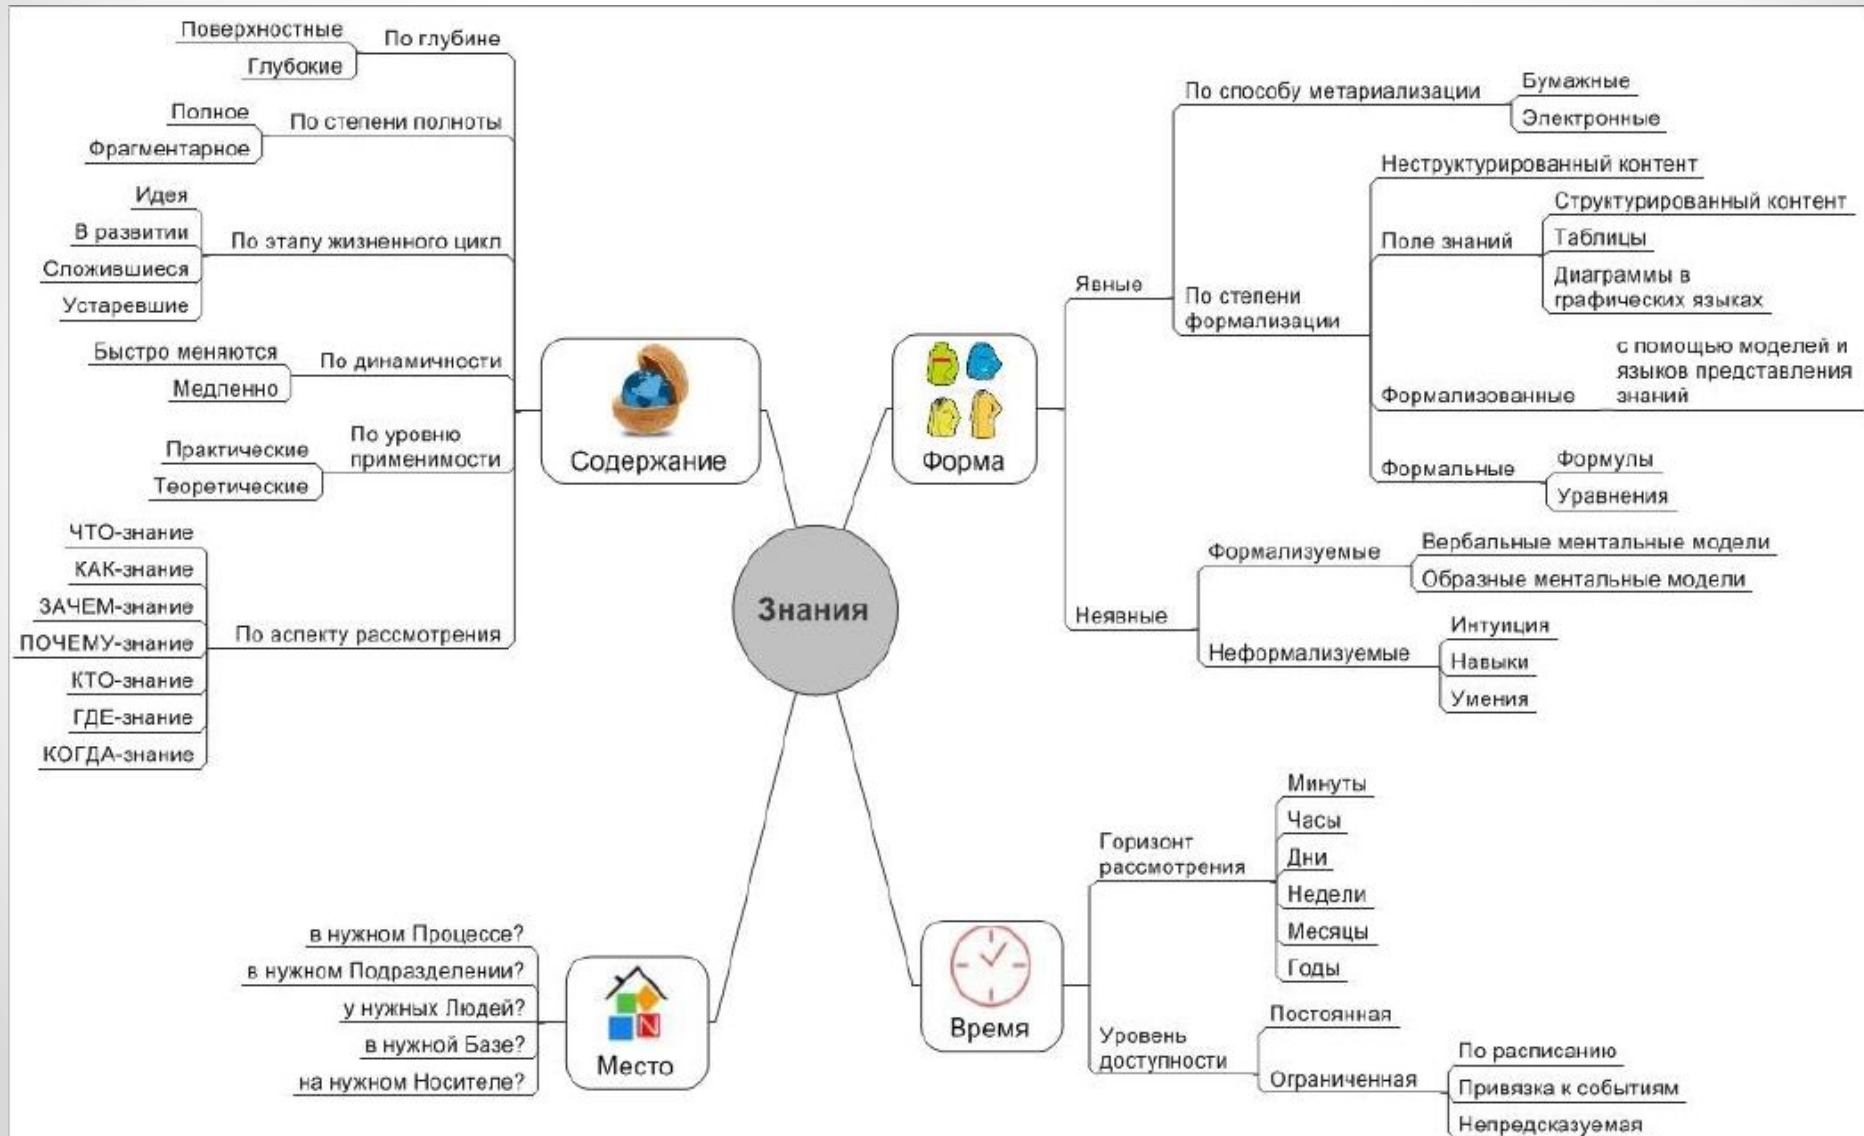 Поверхностные
Глубокие
По глубине
Полное
Фрагментарное
По степени полноты
Идея
В развитии
Сложившиеся
Устаревшие
По этапу жизненного цикл
Быстро меняются
Медленно
По динамичности
Практические
Теоретические
По уровню
применимости
ЧТО-знание
КАК-знание
ЗАЧЕМ-знание
ПОЧЕМУ-знание
КТО-знание
ГДЕ-знание
КОГДА-знание
По аспекту рассмотрения
Содержание
Форма
Явные
По способу метариализации
Бумажные
Электронные
По степени
формализации
Неструктурированный контент
Поле знаний
Структурированный контент
Таблицы
Диаграммы в
графических языках
Формализованные
с помощью моделей и
языков представления
знаний
Формальные
Формулы
Уравнения
Неявные
Формализуемые
Вербальные ментальные модели
Образные ментальные модели
Неформализуемые
Интуиция
Навыки
Умения
Знания
в нужном Процессе?
в нужном Подразделении?
у нужных Людей?
в нужной Базе?
на нужном Носителе?
N
Место
Время
Горизонт
рассмотрения
Минуты
Часы
Дни
Недели
Месяцы
Годы
Уровень
доступности
Постоянная
Ограниченная
По расписанию
Привязка к событиям
Непредсказуемая